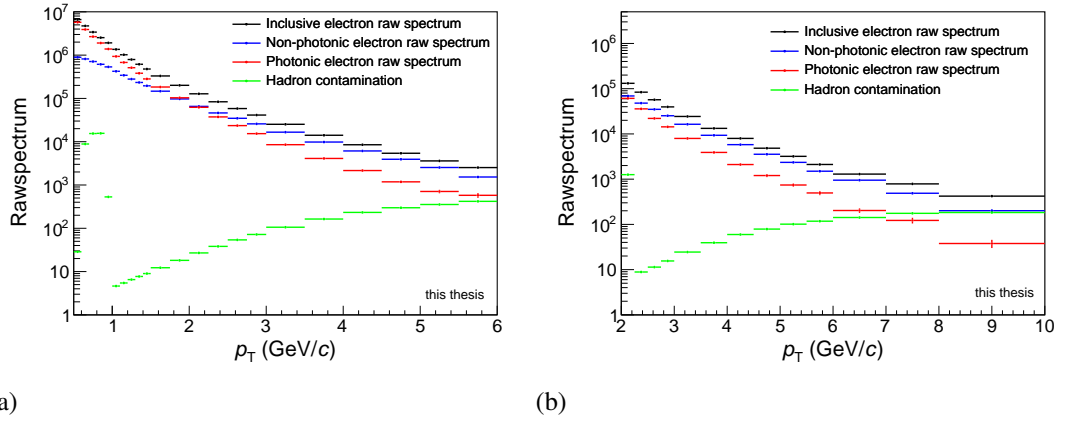 10^7
10^6
10^5
10^4
10^3
10^2
10
1
Rawspectrum
Inclusive electron raw spectrum
Non-photonic electron raw spectrum
Photonic electron raw spectrum
Hadron contamination
this thesis
1 2 3 4 5 6
p_T (GeV/c)
a)
10^6
10^5
10^4
10^3
10^2
10
1
Rawspectrum
Inclusive electron raw spectrum
Non-photonic electron raw spectrum
Photonic electron raw spectrum
Hadron contamination
this thesis
2 3 4 5 6 7 8 9 10
p_T (GeV/c)
(b)